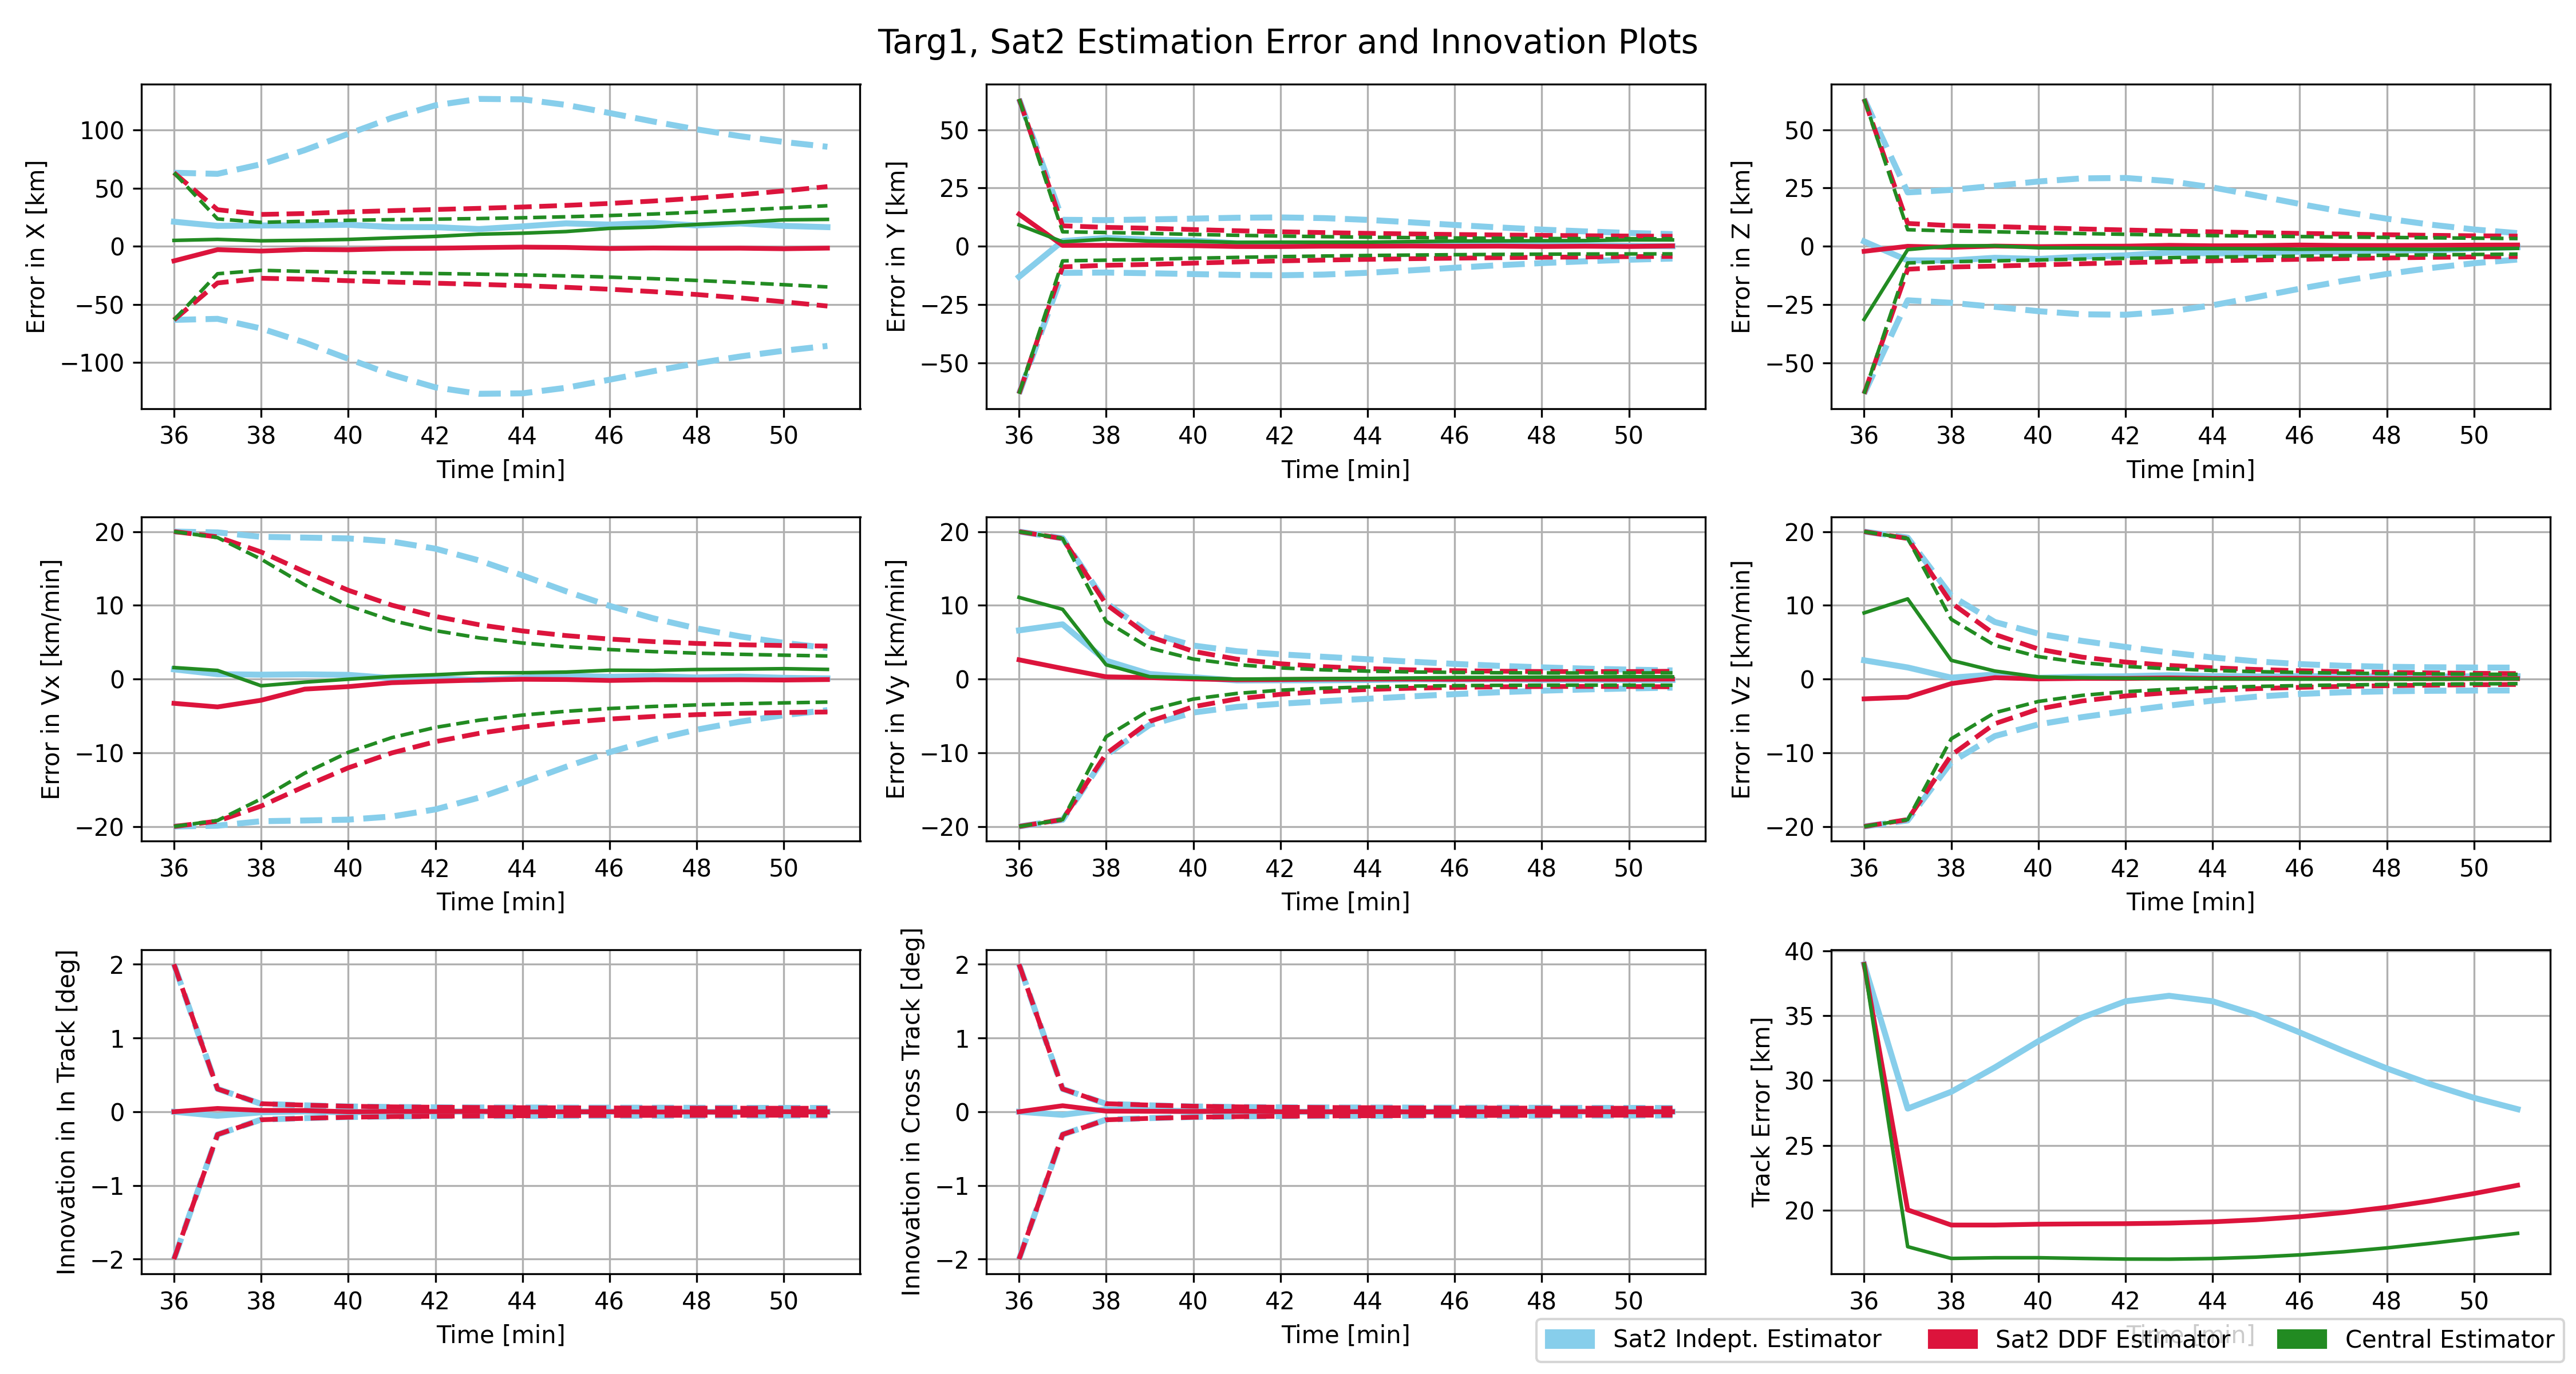 Targ1, Sat2 Estimation Error and Innovation Plots
Error in X [km]
100
50
0
−50
−100
36 38 40 42 44 46 48 50
Time [min]
Error in Y [km]
50
25
0
−25
−50
36 38 40 42 44 46 48 50
Time [min]
Error in Z [km]
50
25
0
−25
−50
36 38 40 42 44 46 48 50
Time [min]
Error in Vx [km/min]
20
10
0
−10
−20
36 38 40 42 44 46 48 50
Time [min]
Error in Vy [km/min]
20
10
0
−10
−20
36 38 40 42 44 46 48 50
Time [min]
Error in Vz [km/min]
20
10
0
−10
−20
36 38 40 42 44 46 48 50
Time [min]
Innovation in In Track [deg]
2
1
0
−1
−2
36 38 40 42 44 46 48 50
Time [min]
Innovation in Cross Track [deg]
2
1
0
−1
−2
36 38 40 42 44 46 48 50
Time [min]
Track Error [km]
40
35
30
25
20
36 38 40 42 44 46 48 50
Time [min]
Sat2 Indept. Estimator Sat2 DDF Estimator Central Estimator